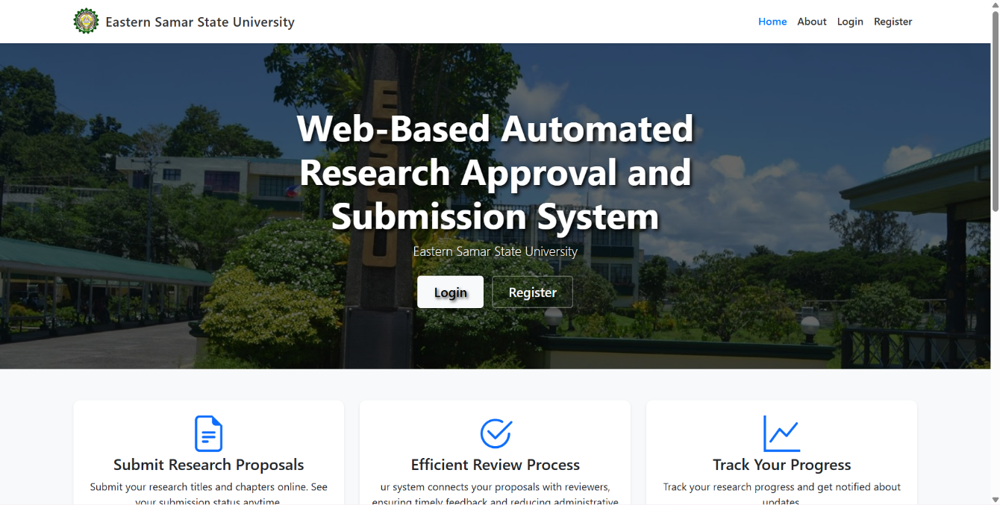 Eastern Samar State University
Home About Login Register
ESSU
Web-Based Automated
Research Approval and
Submission System
Eastern Samar State University
Login Register
Submit Research Proposals
Submit your research titles and chapters online. See
your submission status anytime.
Efficient Review Process
ur system connects your proposals with reviewers,
ensuring timely feedback and reducing administrative
Track Your Progress
Track your research progress and get notified about
updates.